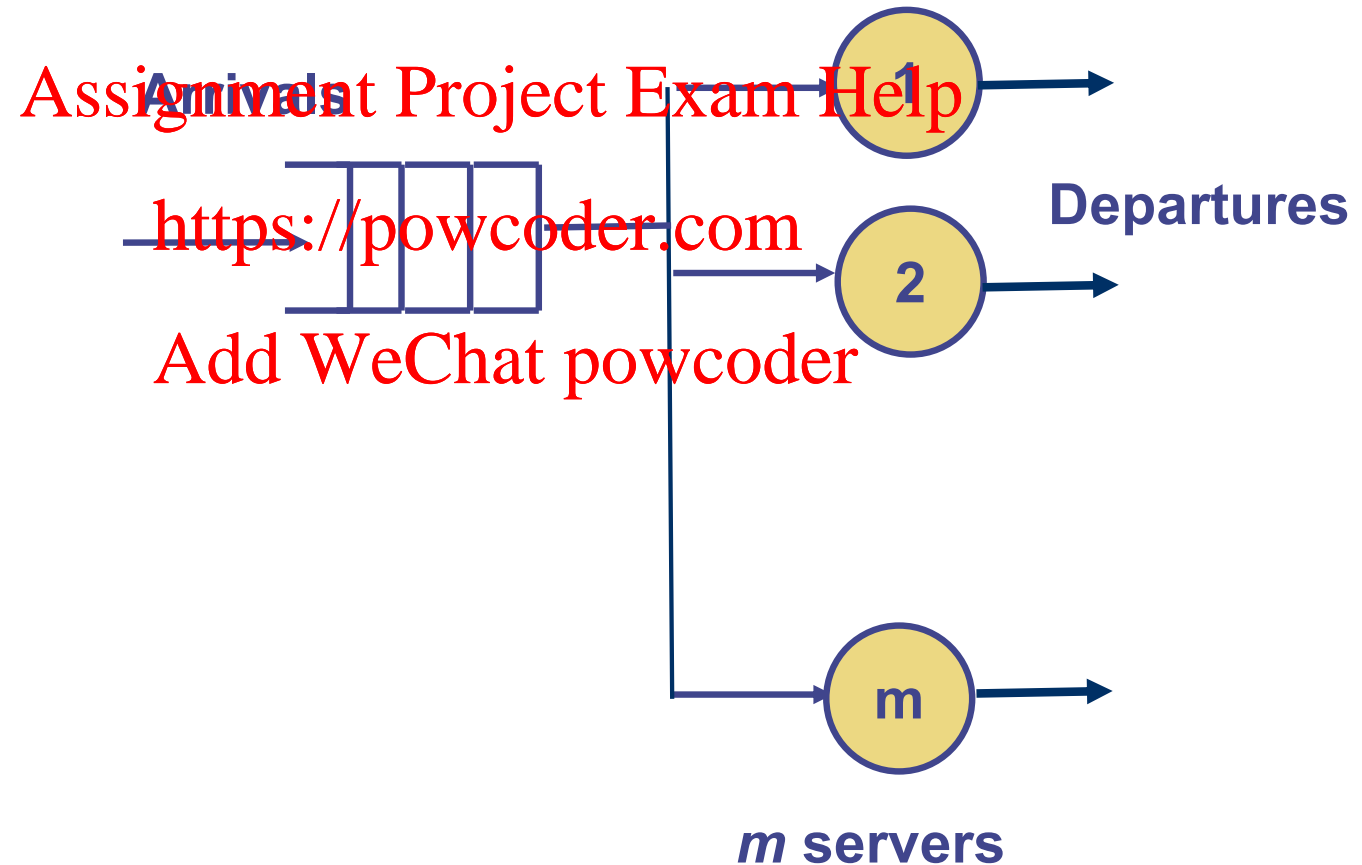 Assignment Project Exam Help
Arrivals
1
https://powcoder.com
Departures
2
Add WeChat powcoder
m
m servers